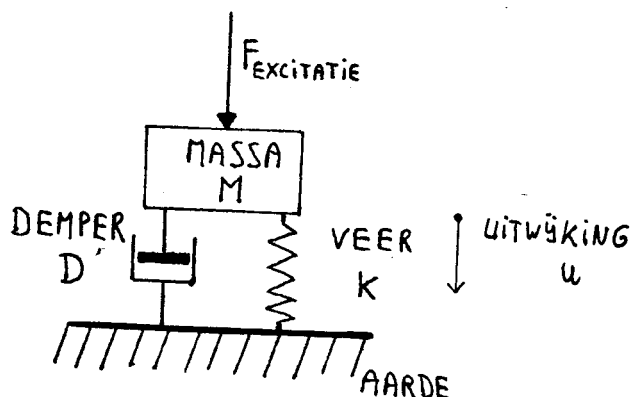 FEXCITATIE
MASSA
M
DEMPER
D'
VEER
K
UITWIJKING
u
AARDE